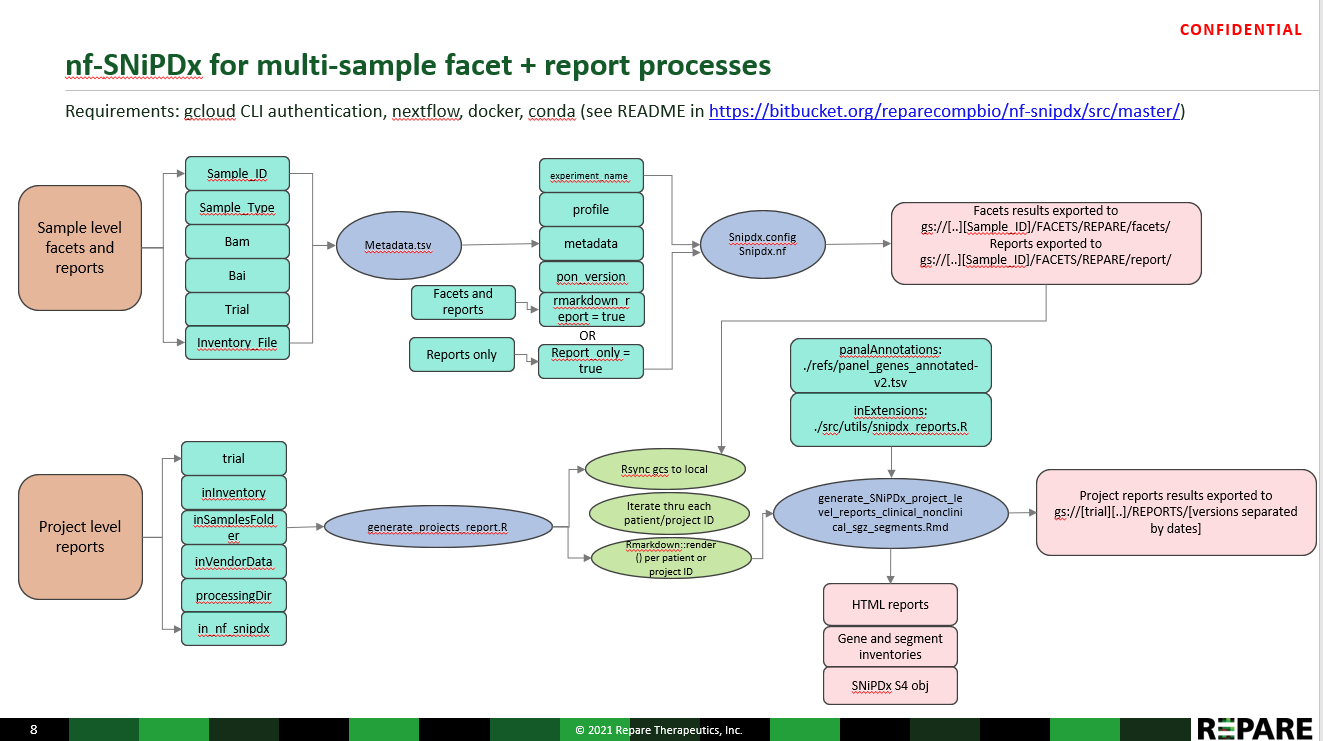 CONFIDENTIAL
nf-SNiPDx for multi-sample facet + report processes
Requirements: gcloud CLI authentication, nextflow, docker, conda (see README in https://bitbucket.org/reparecompbio/nf-snipdx/src/master/)
Sample level
facets and
reports
Sample_ID
Sample_Type
Bam
Bai
Trial
Inventory_File
Metadata.tsv
experiment_name
profile
metadata
pon_version
Facets and
reports
rmarkdown_r
eport = true
OR
Reports only
Report_only =
true
Snipdx.config
Snipdx.nf
Facets results exported to
gs://[..][Sample_ID]/FACETS/REPARE/facets/
Reports exported to
gs://[..][Sample_ID]/FACETS/REPARE/report/
panalAnnotations:
./refs/panel_genes_annotated-
v2.tsv
inExtensions:
./src/utils/snipdx_reports.R
Project level
reports
trial
inInventory
inSamplesFold
er
inVendorData
processingDir
in_nf_snipdx
generate_projects_report.R
Rsync gcs to local
Iterate thru each
patient/project ID
Rmarkdown::render
() per patient or
project ID
generate_SNiPDx_project_le
vel_reports_clinical_nonclini
cal_sgz_segments.Rmd
Project reports results exported to
gs://[trial][..]/REPORTS/[versions separated
by dates]
HTML reports
Gene and segment
inventories
SNiPDx S4 obj
8
© 2021 Repare Therapeutics, Inc.
REPARE